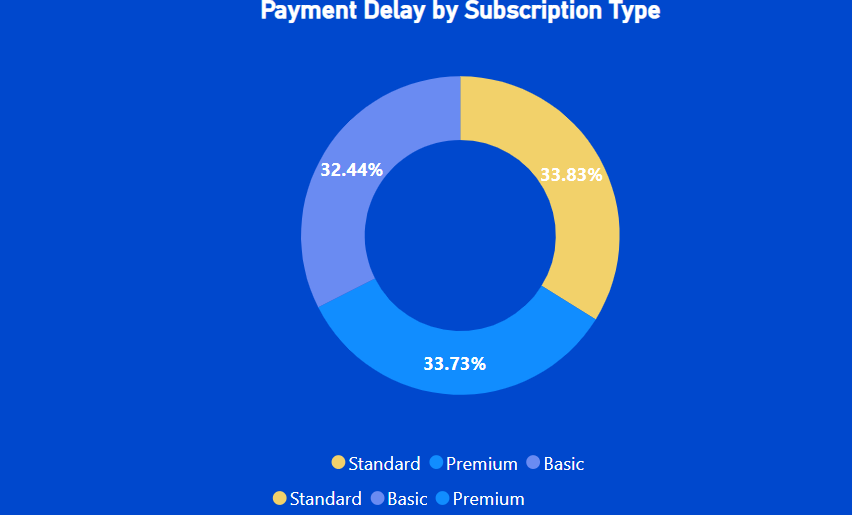 Payment Delay by Subscription Type
32.44%
33.83%
33.73%
Standard Premium Basic
Standard Basic Premium